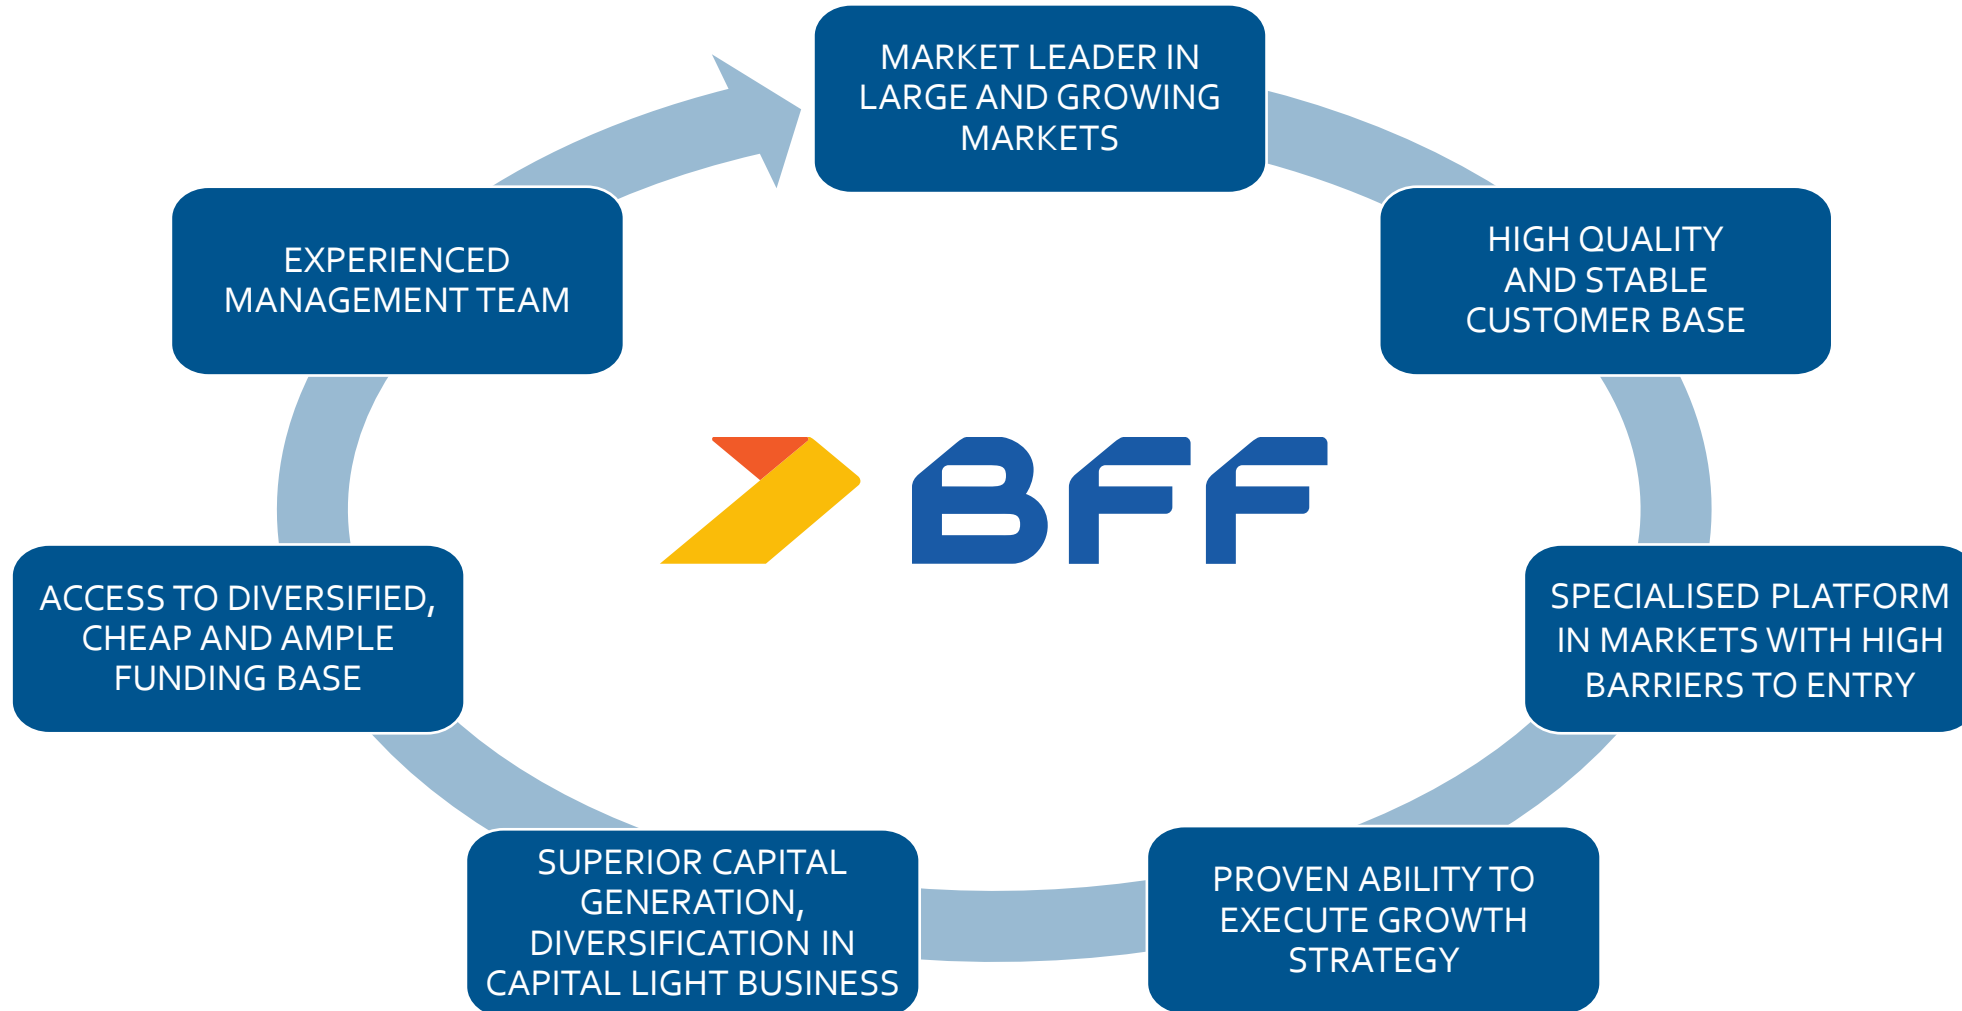 MARKET LEADER IN
LARGE AND GROWING
MARKETS
HIGH QUALITY
AND STABLE
CUSTOMER BASE
SPECIALISED PLATFORM
IN MARKETS WITH HIGH
BARRIERS TO ENTRY
PROVEN ABILITY TO
EXECUTE GROWTH
STRATEGY
SUPERIOR CAPITAL
GENERATION,
DIVERSIFICATION IN
CAPITAL LIGHT BUSINESS
ACCESS TO DIVERSIFIED,
CHEAP AND AMPLE
FUNDING BASE
EXPERIENCED
MANAGEMENT TEAM
BFF